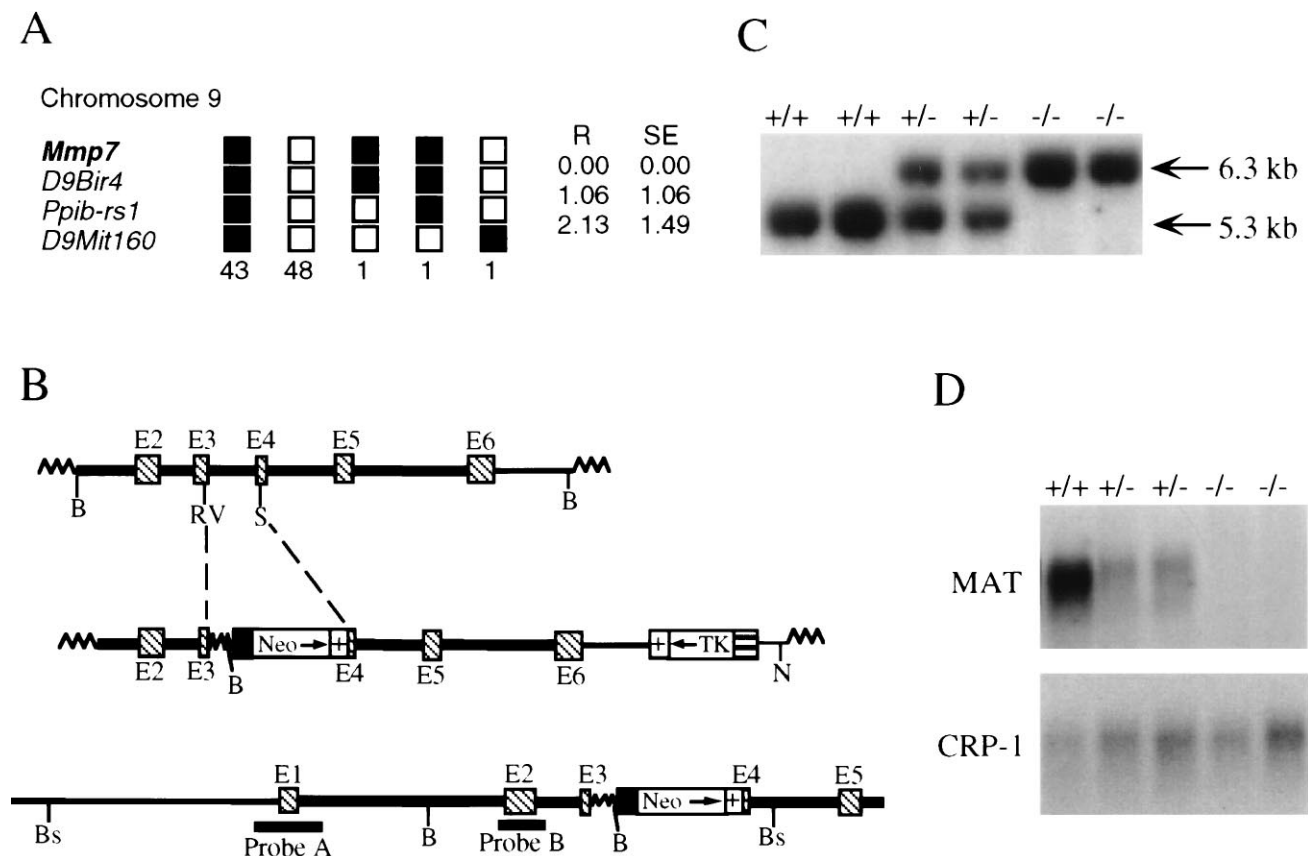 A
Chromosome 9
Mmp7
D9Bir4
Ppib-rs1
D9Mit160
43 48 1 1 1
R SE
0.00 0.00
1.06 1.06
2.13 1.49
C
+/+ +/+ +/- +/- -/- -/-
6.3 kb
5.3 kb
B
E2 E3 E4 E5 E6
B RV S B
Neo + + TK
E2 E3 B E4 E5 E6 N
E1 E2 E3 E4 E5
Neo +
Bs B B Bs
Probe A Probe B
D
+/+ +/- +/- -/- -/-
MAT
CRP-1